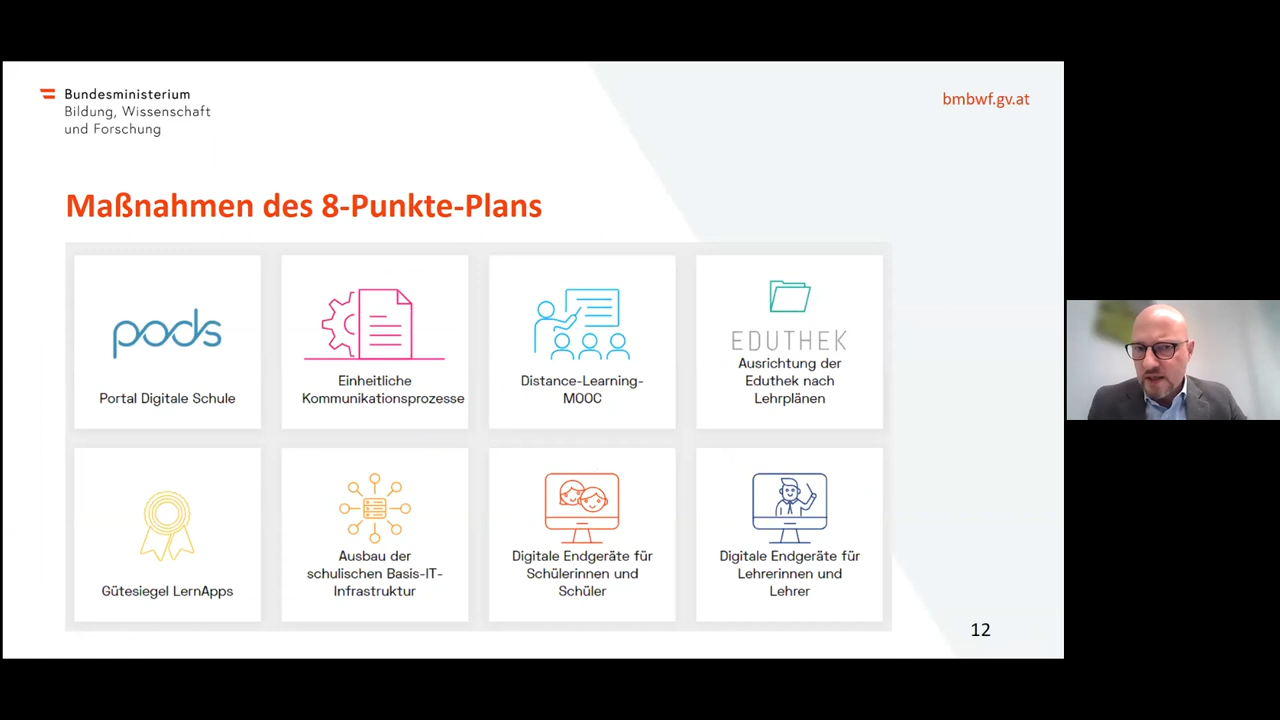 Bundesministerium
Bildung, Wissenschaft
und Forschung
bmbwf.gv.at
Maßnahmen des 8-Punkte-Plans
pods
Portal Digitale Schule
Einheitliche
Kommunikationsprozesse
Distance-Learning-
MOOC
EDUTHEK
Ausrichtung der
Eduthek nach
Lehrplänen
Gütesiegel LernApps
Ausbau der
schulischen Basis-IT-
Infrastruktur
Digitale Endgeräte für
Schülerinnen und
Schüler
Digitale Endgeräte für
Lehrerinnen und
Lehrer
12